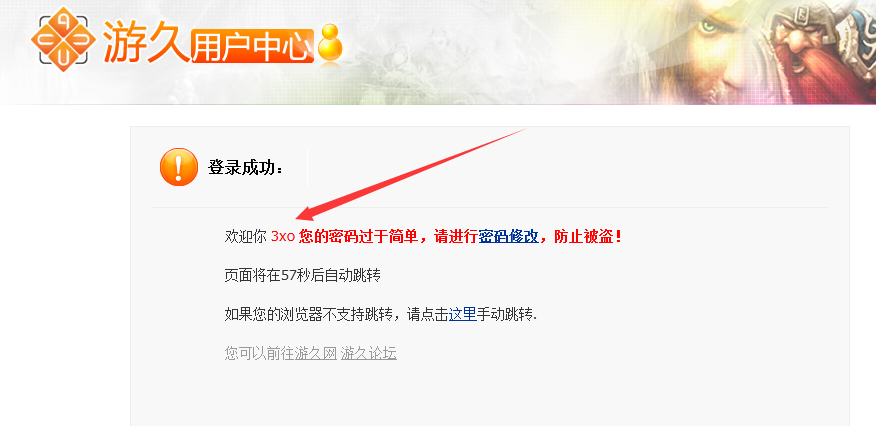 游久用户中心
登录成功：
欢迎你 3xo 您的密码过于简单，请进行密码修改，防止被盗！
页面将在57秒后自动跳转
如果您的浏览器不支持跳转，请点击这里手动跳转.
您可以前往游久网 游久论坛